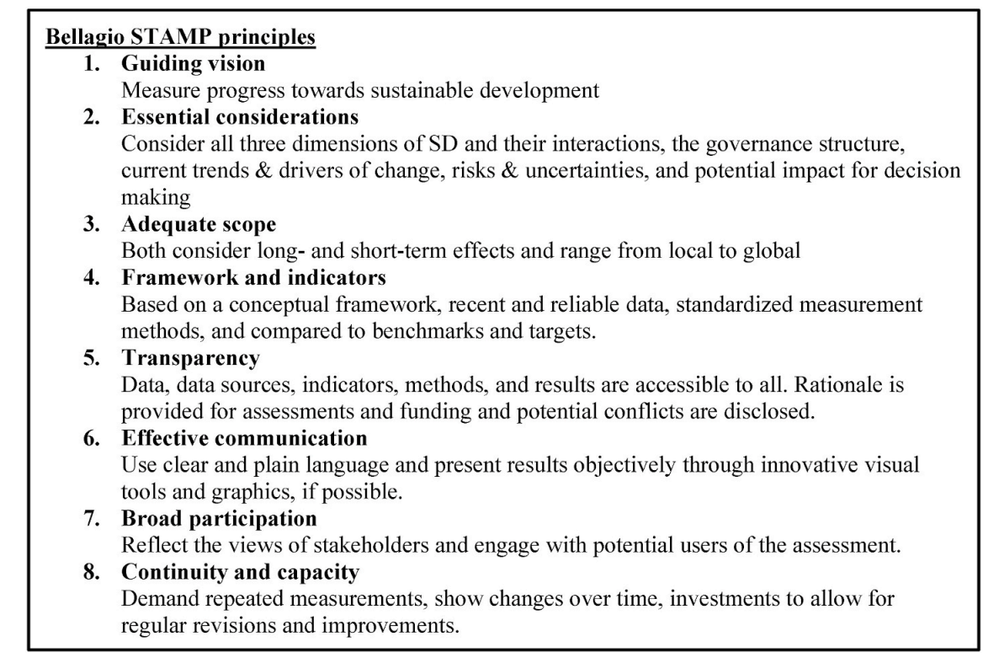 Bellagio STAMP principles
1. Guiding vision
Measure progress towards sustainable development
2. Essential considerations
Consider all three dimensions of SD and their interactions, the governance structure,
current trends & drivers of change, risks & uncertainties, and potential impact for decision
making
3. Adequate scope
Both consider long- and short-term effects and range from local to global
4. Framework and indicators
Based on a conceptual framework, recent and reliable data, standardized measurement
methods, and compared to benchmarks and targets.
5. Transparency
Data, data sources, indicators, methods, and results are accessible to all. Rationale is
provided for assessments and funding and potential conflicts are disclosed.
6. Effective communication
Use clear and plain language and present results objectively through innovative visual
tools and graphics, if possible.
7. Broad participation
Reflect the views of stakeholders and engage with potential users of the assessment.
8. Continuity and capacity
Demand repeated measurements, show changes over time, investments to allow for
regular revisions and improvements.